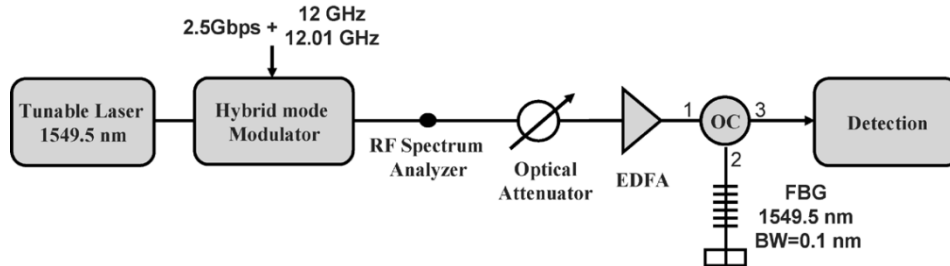 2.5Gbps +
12 GHz
12.01 GHz
Tunable Laser
1549.5 nm
Hybrid mode
Modulator
RF Spectrum
Analyzer
Optical
Attenuator
EDFA
1
OC
3
2
Detection
FBG
1549.5 nm
BW=0.1 nm